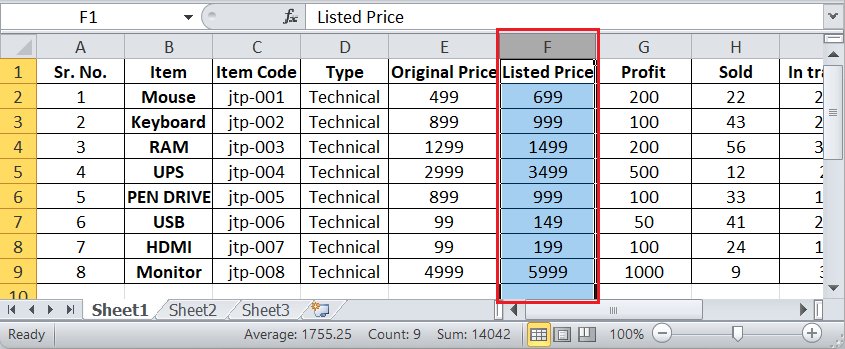 F1 fx Listed Price
A B C D E F G H
1 Sr. No. Item Item Code Type Original Price Listed Price Profit Sold In tra
2 1 Mouse jtp-001 Technical 499 699 200 22 2
3 2 Keyboard jtp-002 Technical 899 999 100 43 2
4 3 RAM jtp-003 Technical 1299 1499 200 56 3
5 4 UPS jtp-004 Technical 2999 3499 500 12 2
6 5 PEN DRIVE jtp-005 Technical 899 999 100 33 1
7 6 USB jtp-006 Technical 99 149 50 41 2
8 7 HDMI jtp-007 Technical 99 199 100 24 1
9 8 Monitor jtp-008 Technical 4999 5999 1000 9 3
10
Sheet1 Sheet2 Sheet3
Ready Average: 1755.25 Count: 9 Sum: 14042 100%